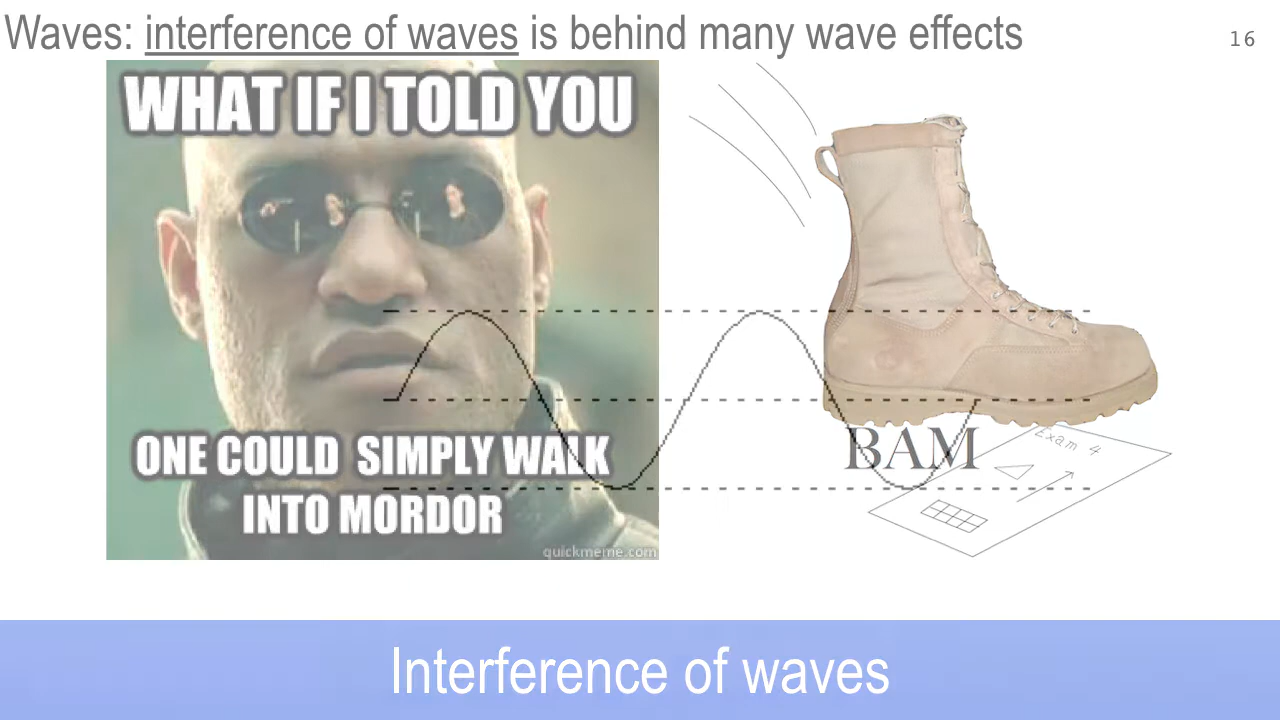 Waves: interference of waves is behind many wave effects
16
WHAT IF I TOLD YOU
ONE COULD SIMPLY WALK
INTO MORDOR
quickmeme.com
BAM
Exam 4
Interference of waves